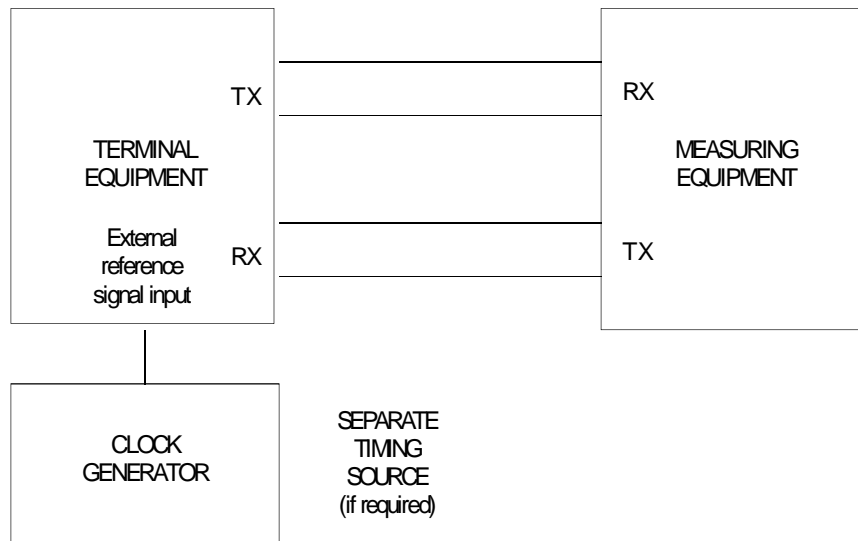 TX
TERMINAL
EQUIPMENT
External
reference
signal input
RX
RX
MEASURING
EQUIPMENT
TX
CLOCK
GENERATOR
SEPARATE
TIMING
SOURCE
(if required)